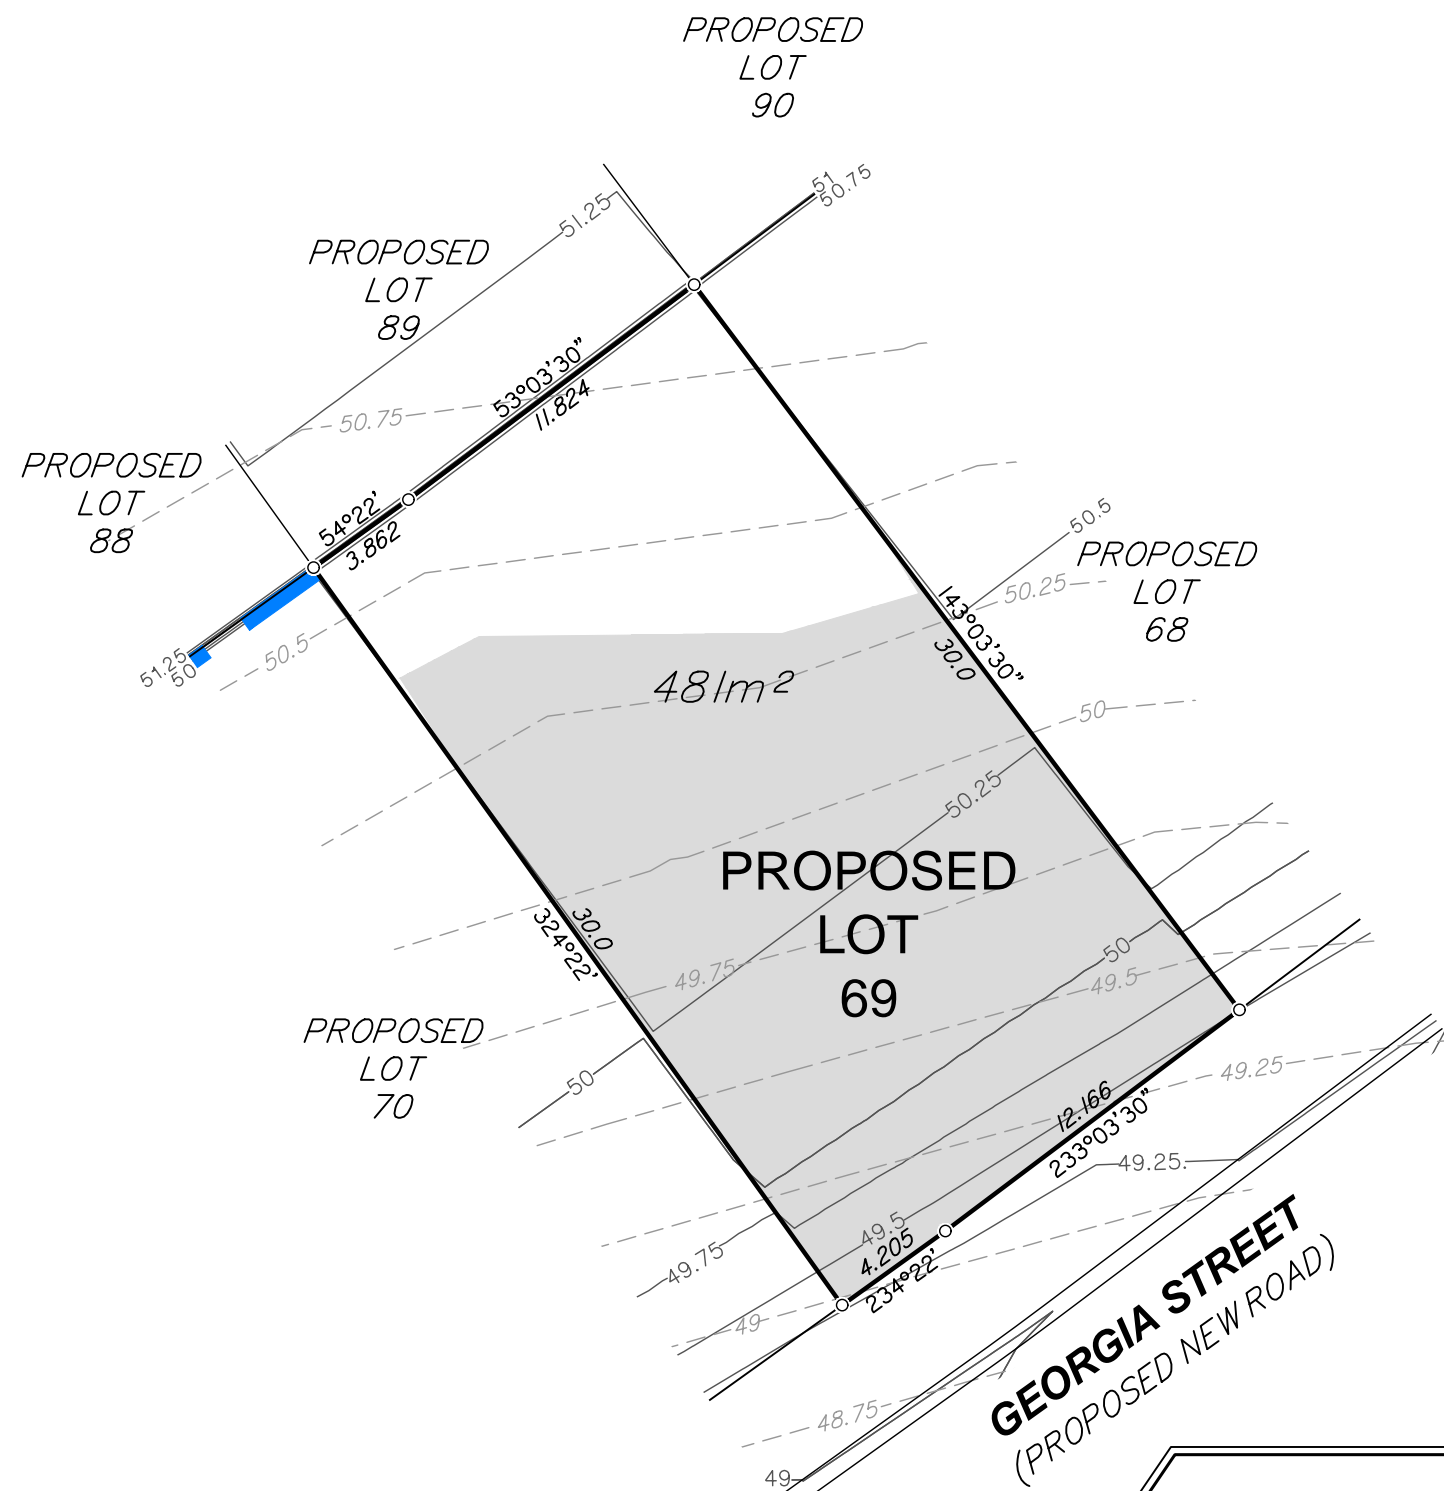 PROPOSED
LOT
90
51
50.75
51.25
PROPOSED
LOT
89
53°03'30"
11.824
50.75
PROPOSED
LOT
88
54°22'
3.862
50.5
PROPOSED
LOT
68
50.25
143°03'30"
30.0
50.5
51.25
50
481m²
50
50.25
PROPOSED
LOT
69
30.0
324°22'
49.75
50
49.5
PROPOSED
LOT
70
50
49.25
12.166
233°03'30"
49.25
49.5
4.205
234°22'
49.75
49
GEORGIA STREET
(PROPOSED NEW ROAD)
48.75
49